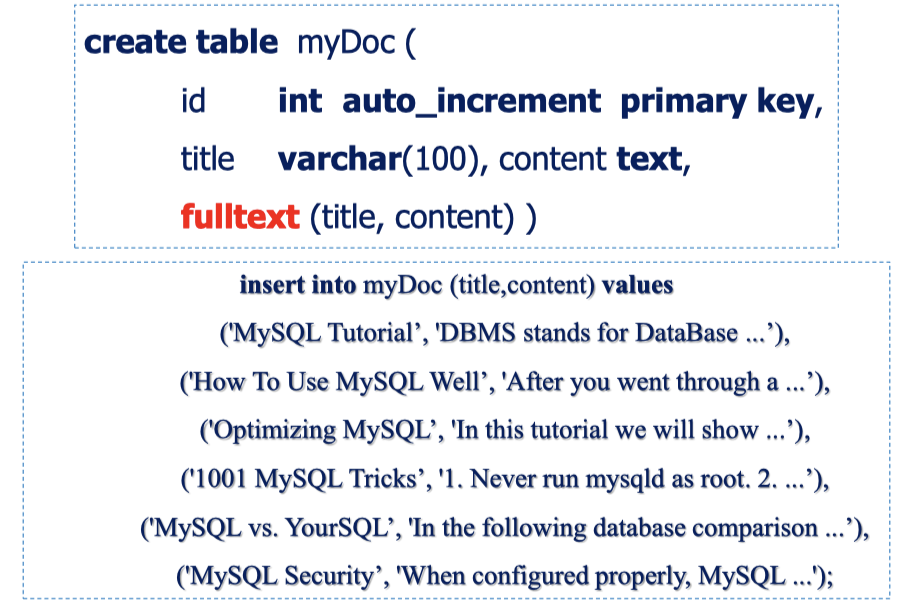 create table myDoc (
id int auto_increment primary key,
title varchar(100), content text,
fulltext (title, content) )
insert into myDoc (title,content) values
('MySQL Tutorial’, 'DBMS stands for DataBase ...’),
('How To Use MySQL Well’, 'After you went through a ...’),
('Optimizing MySQL’, 'In this tutorial we will show ...’),
('1001 MySQL Tricks’, '1. Never run mysqld as root. 2. ...’),
('MySQL vs. YourSQL’, 'In the following database comparison ...’),
('MySQL Security’, 'When configured properly, MySQL ...');